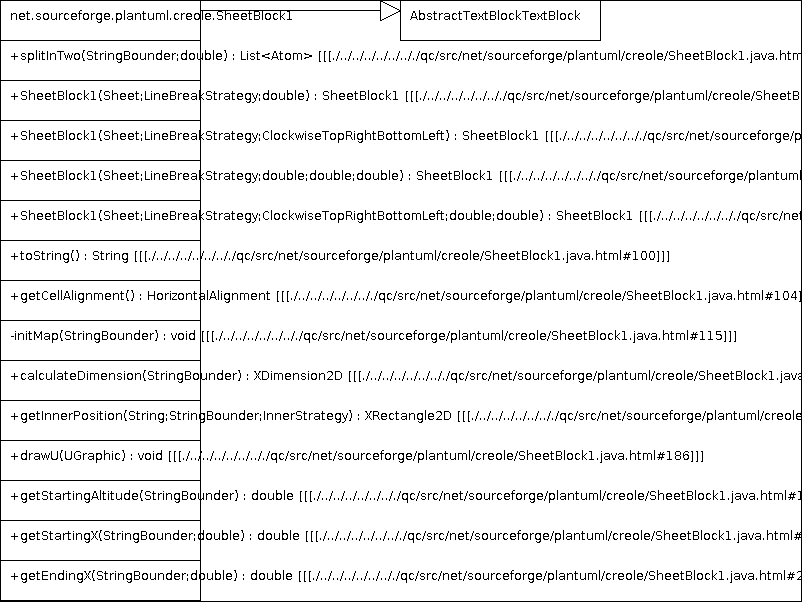 net.sourceforge.plantuml.creole.SheetBlock1
AbstractTextBlockTextBlock
+splitInTwo(StringBounder;double) : List<Atom> [[[./../../../../../../qc/src/net/sourceforge/plantuml/creole/SheetBlock1.java.htm
+SheetBlock1(Sheet;LineBreakStrategy;double) : SheetBlock1 [[[./../../../../../../qc/src/net/sourceforge/plantuml/creole/SheetB
+SheetBlock1(Sheet;LineBreakStrategy;ClockwiseTopRightBottomLeft) : SheetBlock1 [[[./../../../../../../qc/src/net/sourceforge/p
+SheetBlock1(Sheet;LineBreakStrategy;double;double;double) : SheetBlock1 [[[./../../../../../../qc/src/net/sourceforge/plantuml
+SheetBlock1(Sheet;LineBreakStrategy;ClockwiseTopRightBottomLeft;double;double) : SheetBlock1 [[[./../../../../../../qc/src/net
+toString() : String [[[./../../../../../../qc/src/net/sourceforge/plantuml/creole/SheetBlock1.java.html#100]]]
+getCellAlignment() : HorizontalAlignment [[[./../../../../../../qc/src/net/sourceforge/plantuml/creole/SheetBlock1.java.html#104]
-initMap(StringBounder) : void [[[./../../../../../../qc/src/net/sourceforge/plantuml/creole/SheetBlock1.java.html#115]]]
+calculateDimension(StringBounder) : XDimension2D [[[./../../../../../../qc/src/net/sourceforge/plantuml/creole/SheetBlock1.java
+getInnerPosition(String;StringBounder;InnerStrategy) : XRectangle2D [[[./../../../../../../qc/src/net/sourceforge/plantuml/creole
+drawU(UGraphic) : void [[[./../../../../../../qc/src/net/sourceforge/plantuml/creole/SheetBlock1.java.html#186]]]
+getStartingAltitude(StringBounder) : double [[[./../../../../../../qc/src/net/sourceforge/plantuml/creole/SheetBlock1.java.html#1
+getStartingX(StringBounder;double) : double [[[./../../../../../../qc/src/net/sourceforge/plantuml/creole/SheetBlock1.java.html#
+getEndingX(StringBounder;double) : double [[[./../../../../../../qc/src/net/sourceforge/plantuml/creole/SheetBlock1.java.html#2